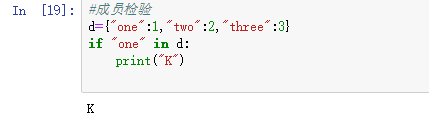 In [19]: #成员检验
d={"one":1,"two":2,"three":3}
if "one" in d:
    print("K")
K